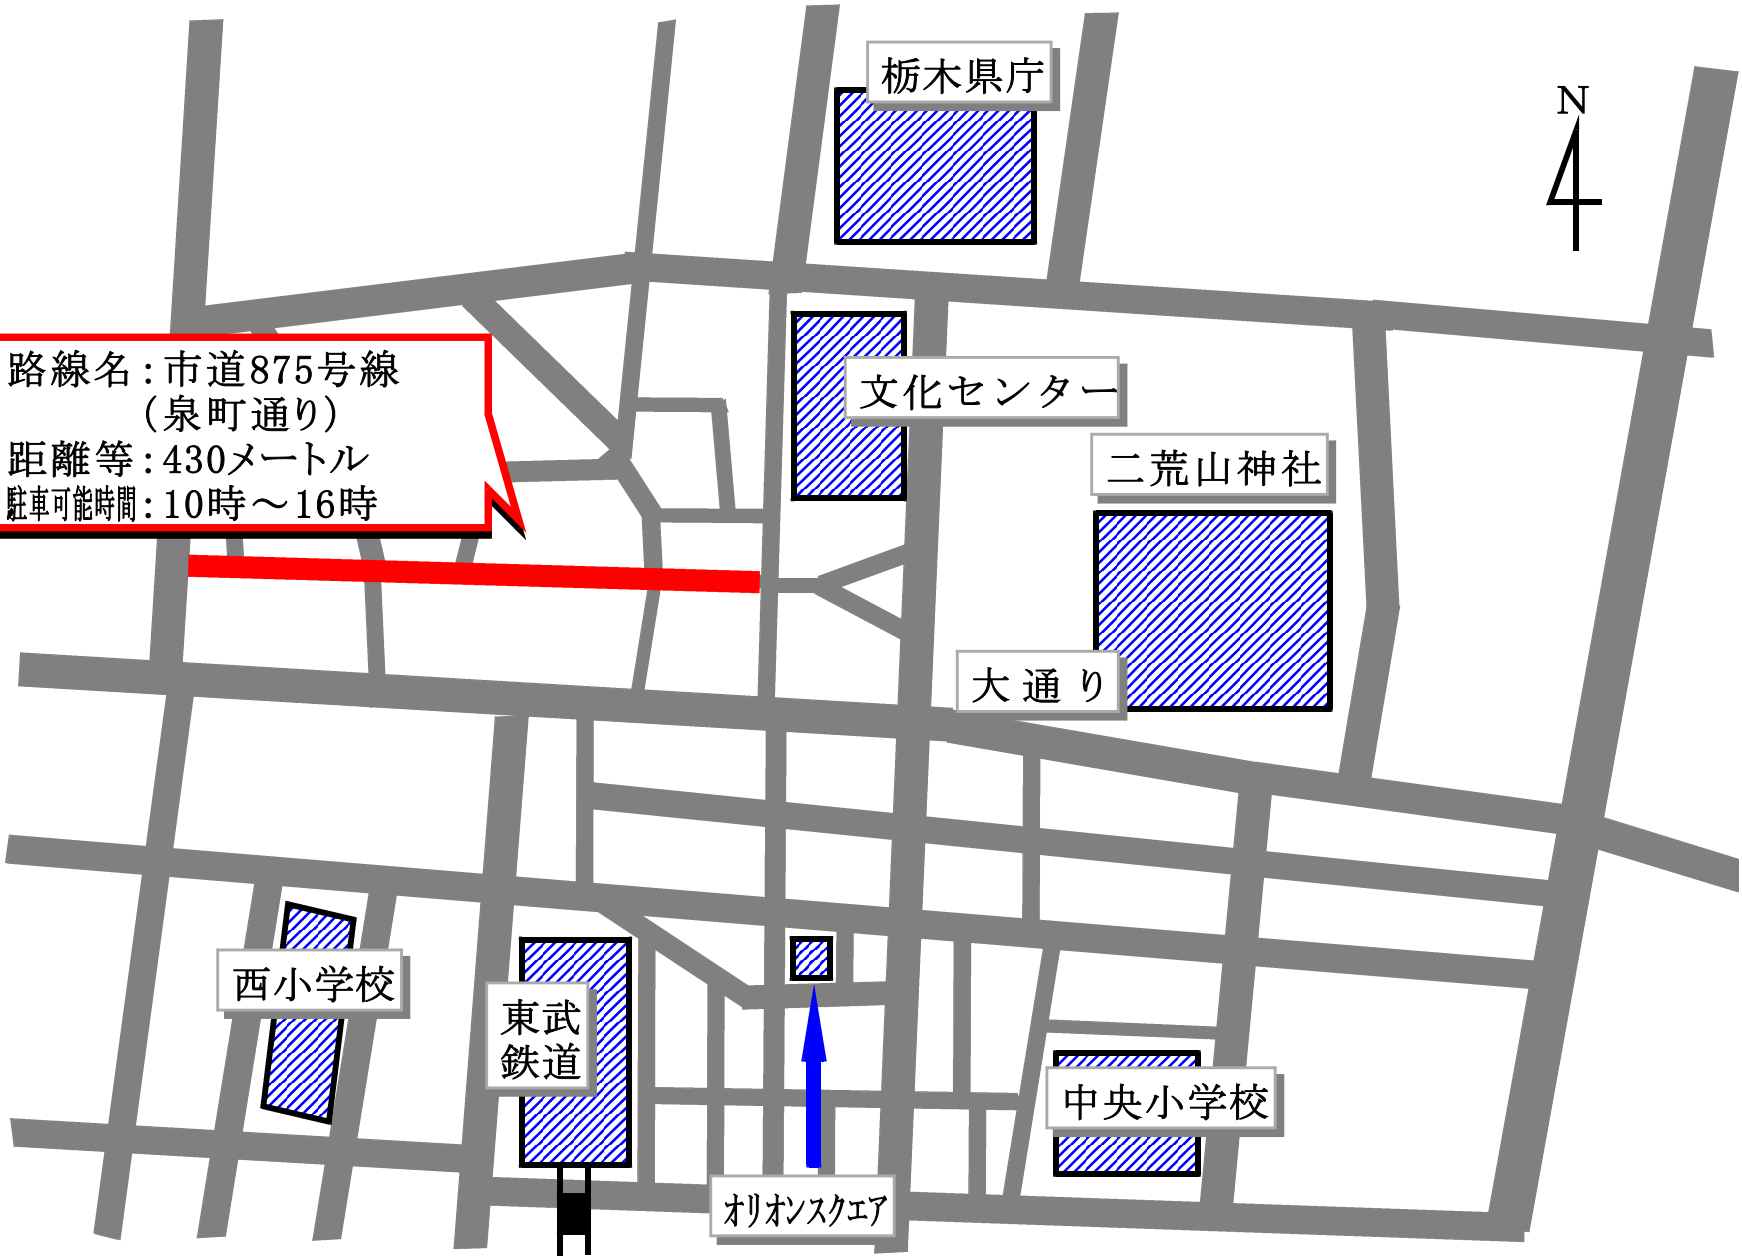 栃木県庁
N
路線名：市道875号線
（泉町通り）
距離等：430メートル
駐車可能時間：10時～16時
文化センター
二荒山神社
大通り
西小学校
東武
鉄道
中央小学校
オリオンスクエア